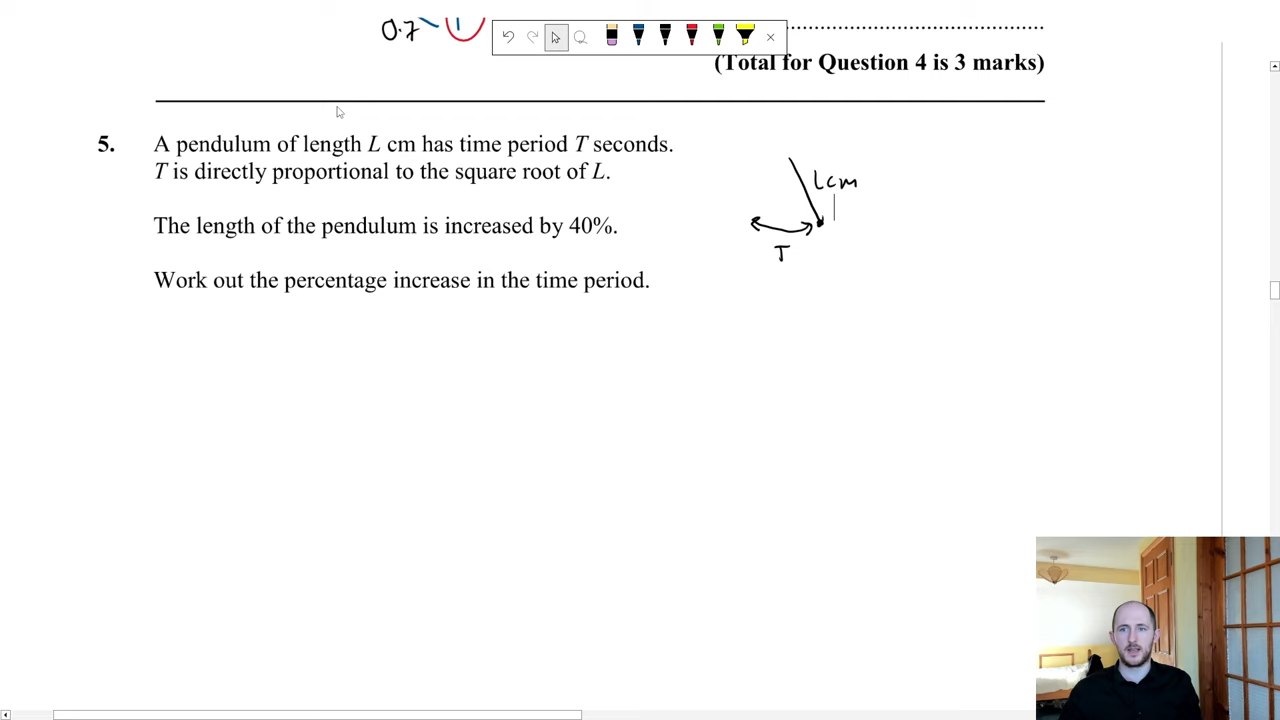 0.7
(Total for Question 4 is 3 marks)
5. A pendulum of length L cm has time period T seconds.
T is directly proportional to the square root of L.
Lcm
The length of the pendulum is increased by 40%.
T
Work out the percentage increase in the time period.